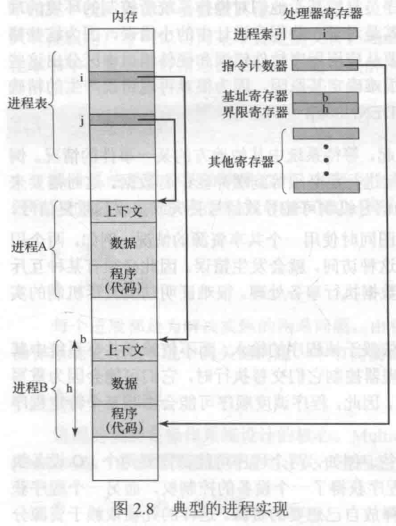 内存
处理器寄存器
进程索引
i
指令计数器
进程表
i
j
基址寄存器
b
界限寄存器
h
其他寄存器
上下文
进程A
数据
程序
(代码)
b
上下文
进程B
h
数据
程序
(代码)
图 2.8 典型的进程实现